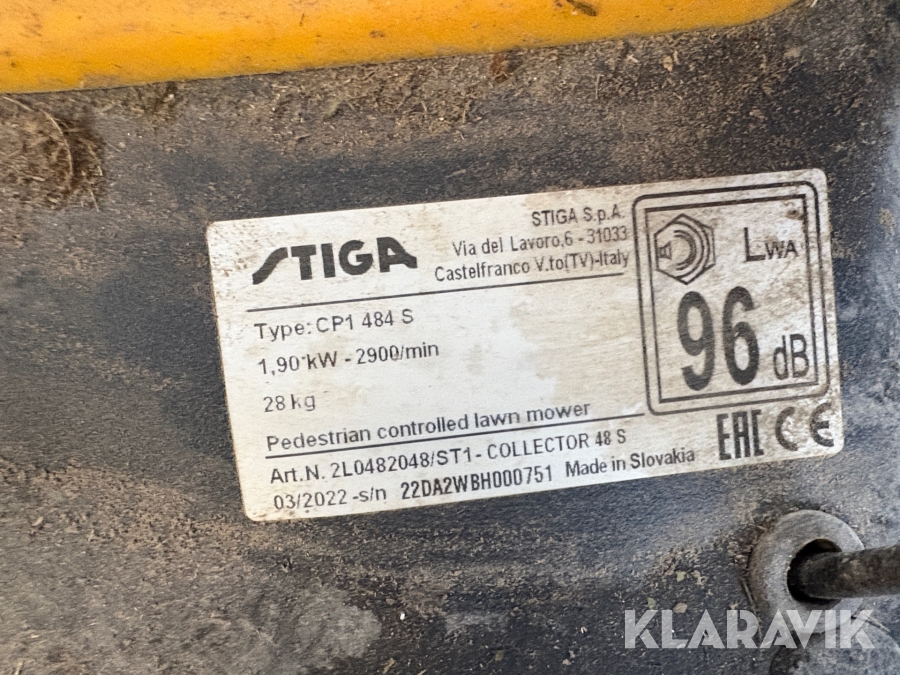 STIGA
STIGA S.p.A.
Via del Lavoro,6 - 31033
Castelfranco V.to(TV)-Italy
LWA
96 dB
Type: CP1 484 S
1,90 kW - 2900/min
28 kg
Pedestrian controlled lawn mower
Art.N. 2L0482048/ST1 - COLLECTOR 48 S
03/2022 -s/n 22DA2WBH000751 Made in Slovakia
EAC CE
KLARAVIK